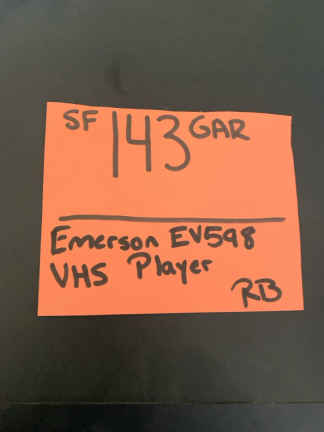 SF 143 GAR
Emerson EV598
VHS Player
RB